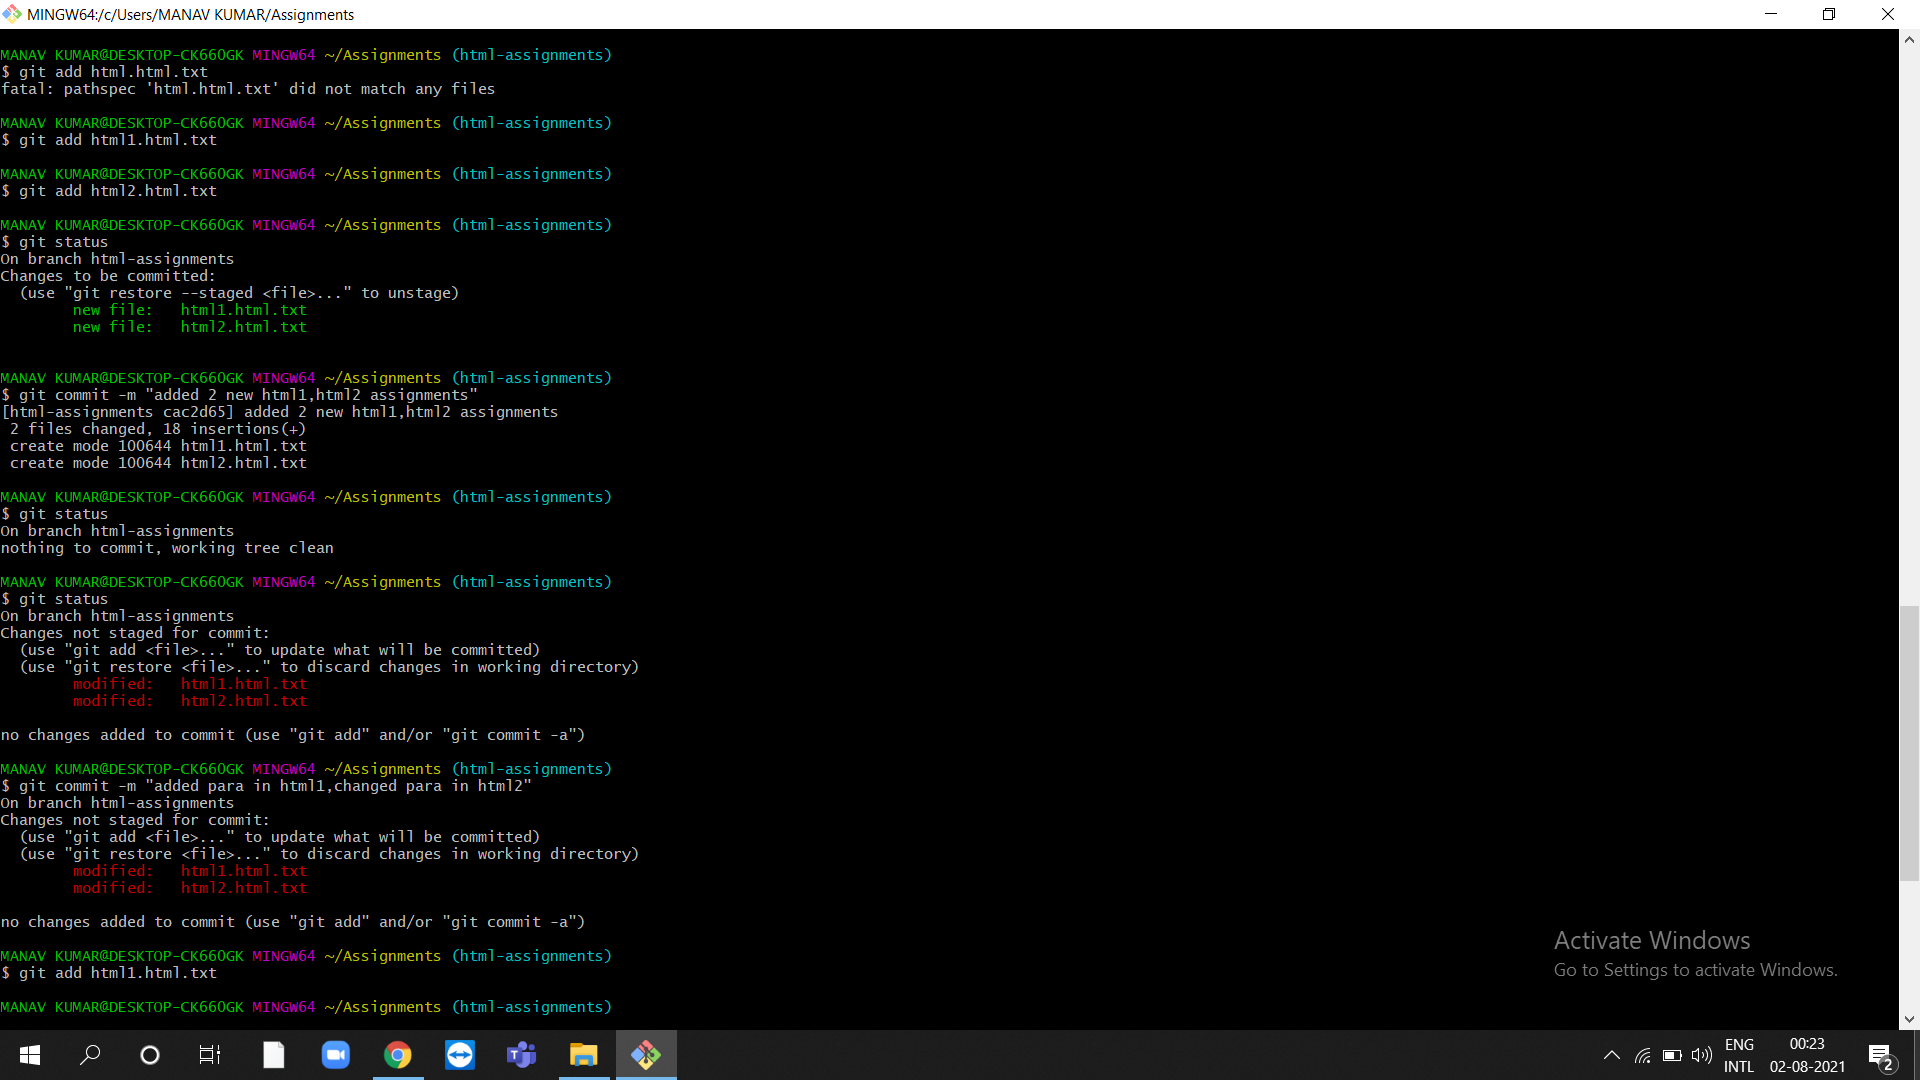 MINGW64:/c/Users/MANAV KUMAR/Assignments
MANAV KUMAR@DESKTOP-CK66OGK MINGW64 ~/Assignments (html-assignments)
$ git add html.html.txt
fatal: pathspec 'html.html.txt' did not match any files
MANAV KUMAR@DESKTOP-CK66OGK MINGW64 ~/Assignments (html-assignments)
$ git add html1.html.txt
MANAV KUMAR@DESKTOP-CK66OGK MINGW64 ~/Assignments (html-assignments)
$ git add html2.html.txt
MANAV KUMAR@DESKTOP-CK66OGK MINGW64 ~/Assignments (html-assignments)
$ git status
On branch html-assignments
Changes to be committed:
  (use "git restore --staged <file>..." to unstage)
        new file:   html1.html.txt
        new file:   html2.html.txt
MANAV KUMAR@DESKTOP-CK66OGK MINGW64 ~/Assignments (html-assignments)
$ git commit -m "added 2 new html1,html2 assignments"
[html-assignments cac2d65] added 2 new html1,html2 assignments
 2 files changed, 18 insertions(+)
 create mode 100644 html1.html.txt
 create mode 100644 html2.html.txt
MANAV KUMAR@DESKTOP-CK66OGK MINGW64 ~/Assignments (html-assignments)
$ git status
On branch html-assignments
nothing to commit, working tree clean
MANAV KUMAR@DESKTOP-CK66OGK MINGW64 ~/Assignments (html-assignments)
$ git status
On branch html-assignments
Changes not staged for commit:
  (use "git add <file>..." to update what will be committed)
  (use "git restore <file>..." to discard changes in working directory)
        modified:   html1.html.txt
        modified:   html2.html.txt
no changes added to commit (use "git add" and/or "git commit -a")
MANAV KUMAR@DESKTOP-CK66OGK MINGW64 ~/Assignments (html-assignments)
$ git commit -m "added para in html1,changed para in html2"
On branch html-assignments
Changes not staged for commit:
  (use "git add <file>..." to update what will be committed)
  (use "git restore <file>..." to discard changes in working directory)
        modified:   html1.html.txt
        modified:   html2.html.txt
no changes added to commit (use "git add" and/or "git commit -a")
MANAV KUMAR@DESKTOP-CK66OGK MINGW64 ~/Assignments (html-assignments)
$ git add html1.html.txt
MANAV KUMAR@DESKTOP-CK66OGK MINGW64 ~/Assignments (html-assignments)
Activate Windows
Go to Settings to activate Windows.
ENG
INTL
00:23
02-08-2021
2